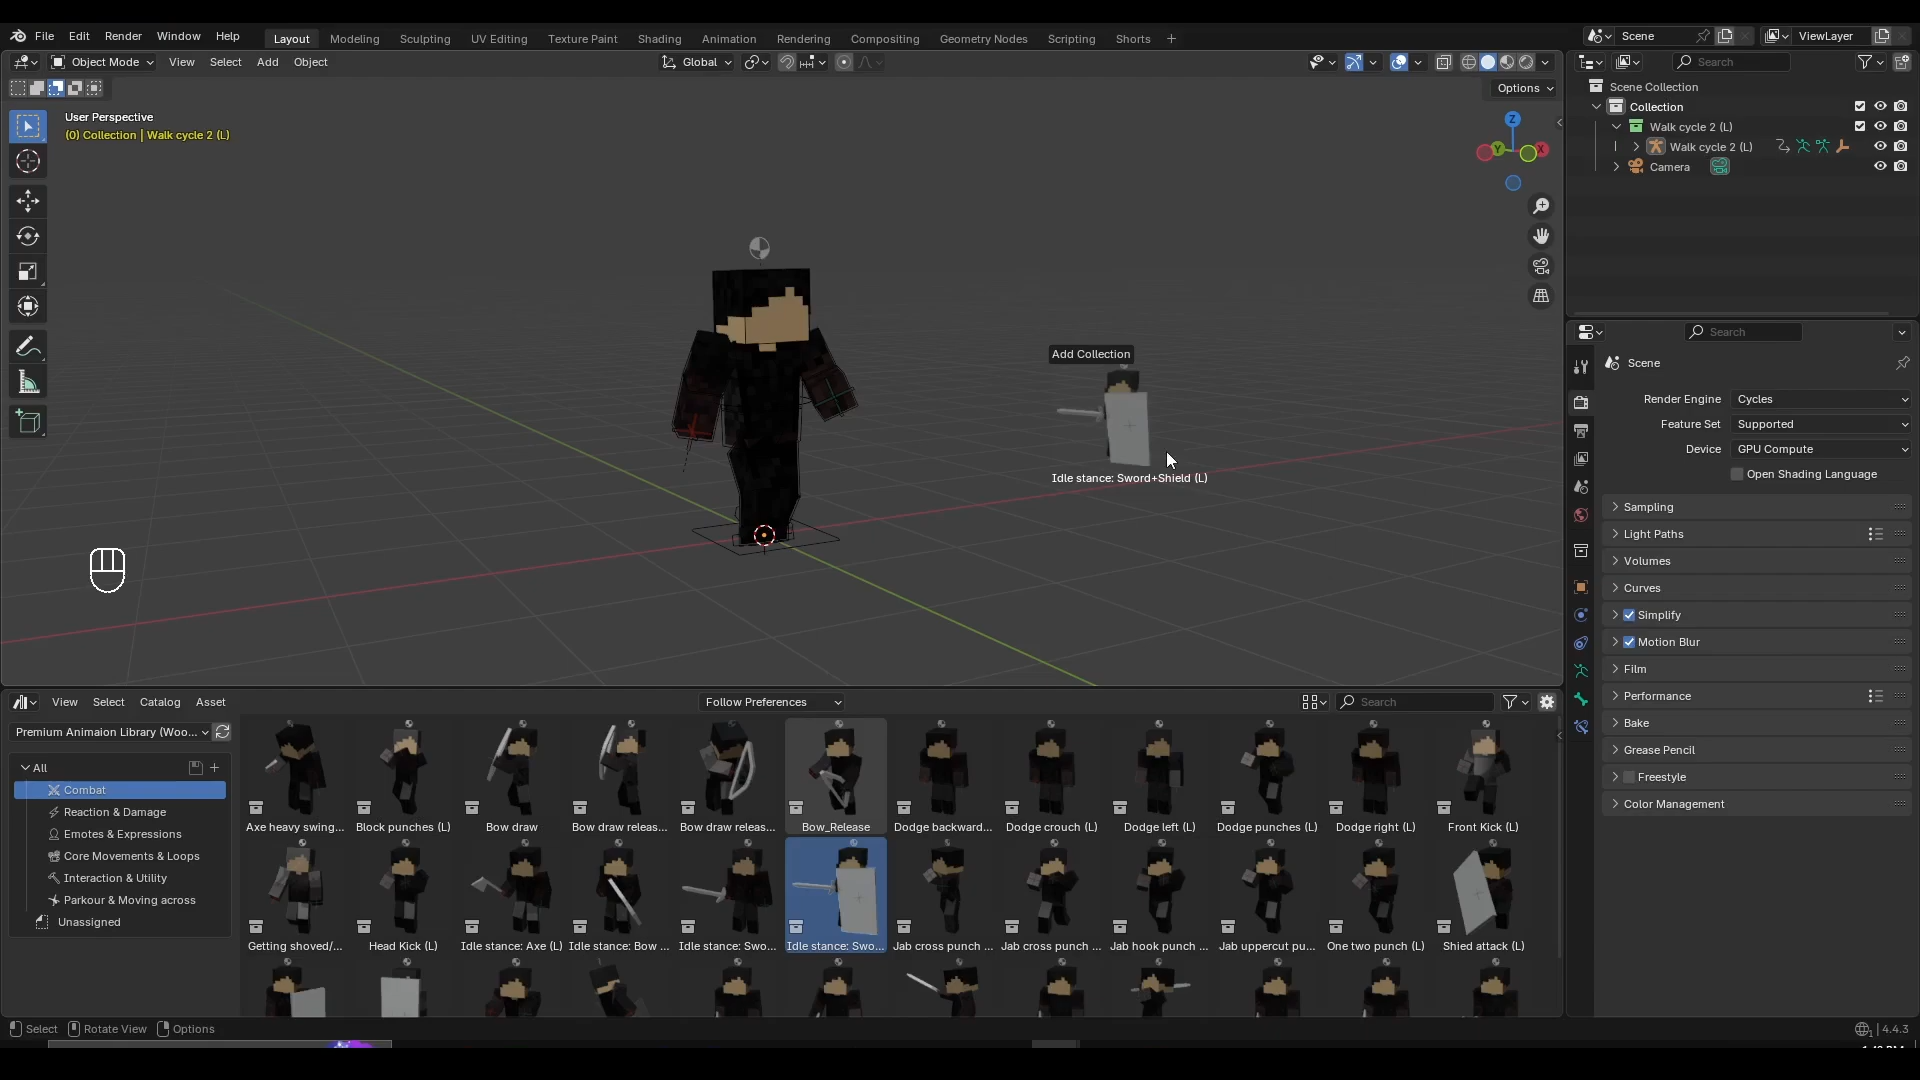 File Edit Render Window Help Layout Modeling Sculpting UV Editing Texture Paint Shading Animation Rendering Compositing Geometry Nodes Scripting Shorts + Scene ViewLayer
Object Mode View Select Add Object Global Search
Options
User Perspective
(0) Collection | Walk cycle 2 (L)
Z
Y
X
Scene Collection
Collection
Walk cycle 2 (L)
Walk cycle 2 (L)
Camera
Add Collection
Idle stance: Sword+Shield (L)
Search
Scene
Render Engine Cycles
Feature Set Supported
Device GPU Compute
Open Shading Language
Sampling
Light Paths
Volumes
Curves
Simplify
Motion Blur
Film
Performance
Bake
Grease Pencil
Freestyle
Color Management
View Select Catalog Asset Follow Preferences Search
Premium Animaion Library (Woo...
All
Combat
Reaction & Damage
Emotes & Expressions
Core Movements & Loops
Interaction & Utility
Parkour & Moving across
Unassigned
Axe heavy swing... Block punches (L) Bow draw Bow draw releas... Bow draw releas... Bow_Release Dodge backward... Dodge crouch (L) Dodge left (L) Dodge punches (L) Dodge right (L) Front Kick (L)
Getting shoved/... Head Kick (L) Idle stance: Axe (L) Idle stance: Bow ... Idle stance: Swo... Idle stance: Swo... Jab cross punch ... Jab cross punch ... Jab hook punch ... Jab uppercut pu... One two punch (L) Shied attack (L)
Select Rotate View Options 4.4.3